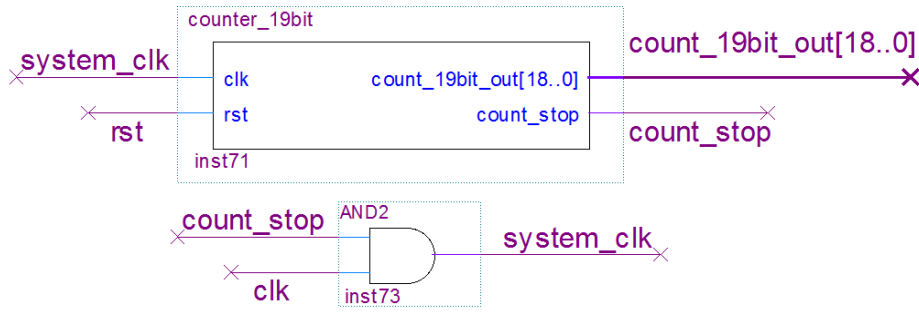 counter_19bit
system_clk
clk
count_19bit_out[18..0]
count_19bit_out[18..0]
rst
rst
count_stop
count_stop
inst71
AND2
count_stop
system_clk
clk
inst73